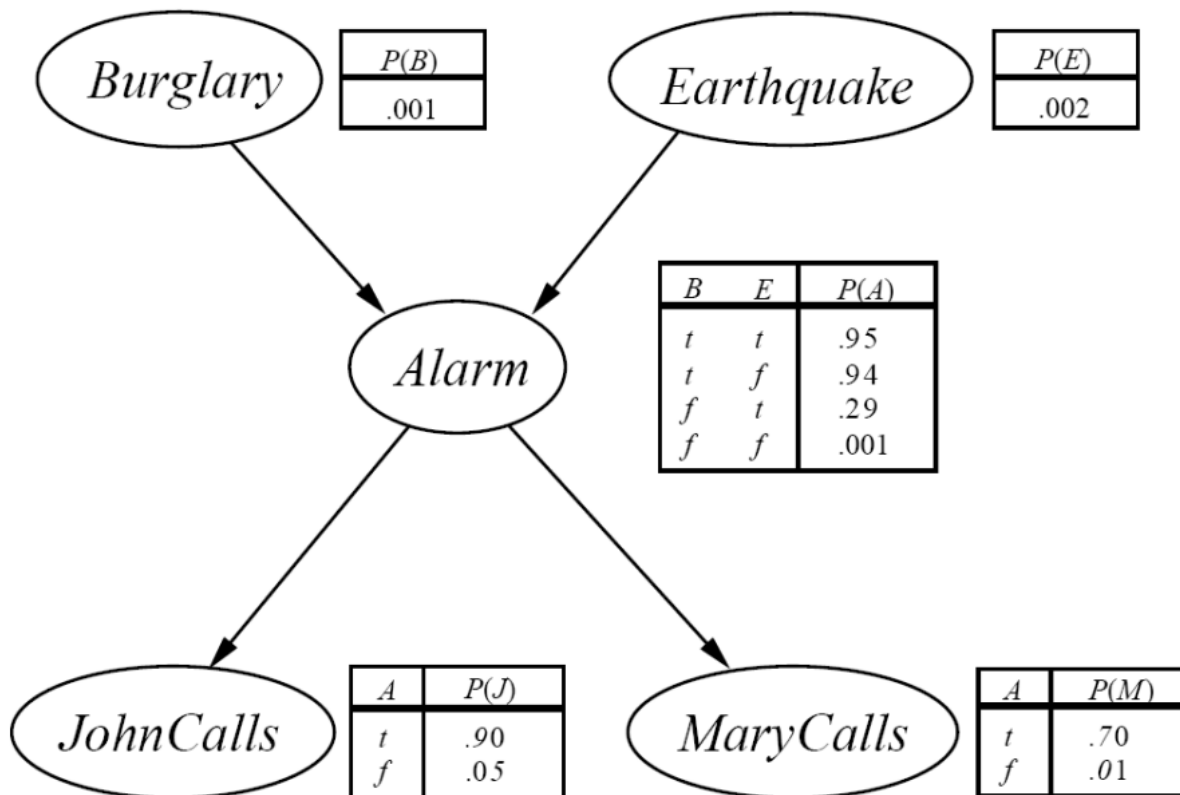 Burglary
P(B)
.001
Earthquake
P(E)
.002
B E P(A)
t t .95
t f .94
f t .29
f f .001
Alarm
JohnCalls
A P(J)
t .90
f .05
MaryCalls
A P(M)
t .70
f .01